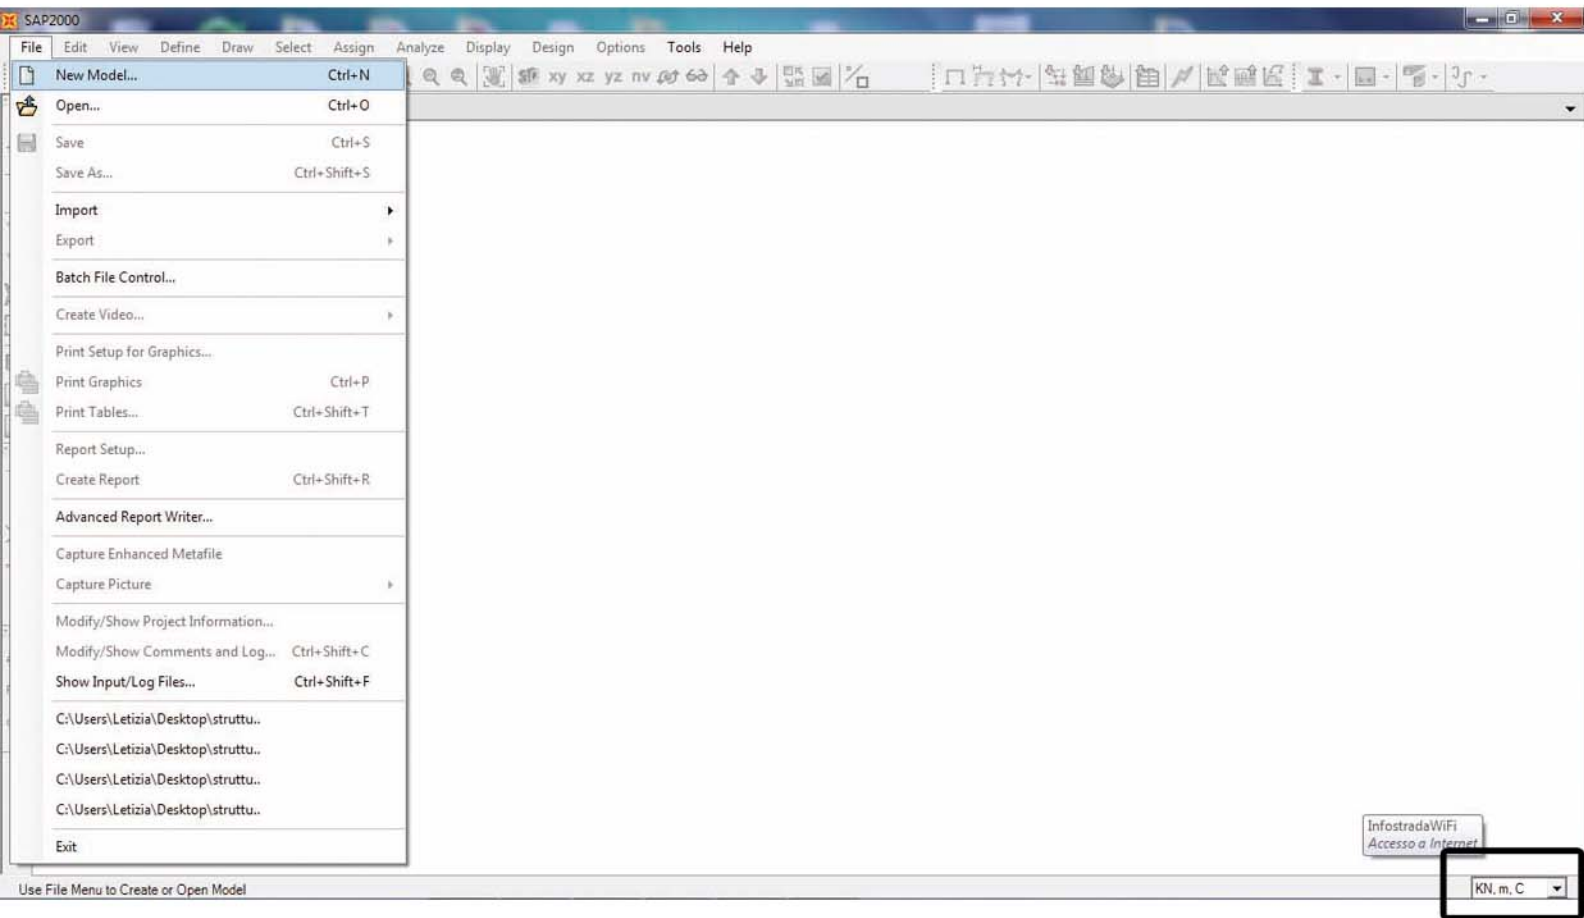 SAP2000
File Edit View Define Draw Select Assign Analyze Display Design Options Tools Help
New Model... Ctrl+N
xy xz yz nv
Open... Ctrl+O
Save Ctrl+S
Save As... Ctrl+Shift+S
Import
Export
Batch File Control...
Create Video...
Print Setup for Graphics...
Print Graphics Ctrl+P
Print Tables... Ctrl+Shift+T
Report Setup...
Create Report Ctrl+Shift+R
Advanced Report Writer...
Capture Enhanced Metafile
Capture Picture
Modify/Show Project Information...
Modify/Show Comments and Log... Ctrl+Shift+C
Show Input/Log Files... Ctrl+Shift+F
C:\Users\Letizia\Desktop\struttu..
C:\Users\Letizia\Desktop\struttu..
C:\Users\Letizia\Desktop\struttu..
C:\Users\Letizia\Desktop\struttu..
Exit
InfostradaWiFi
Accesso a Internet
Use File Menu to Create or Open Model
KN, m, C